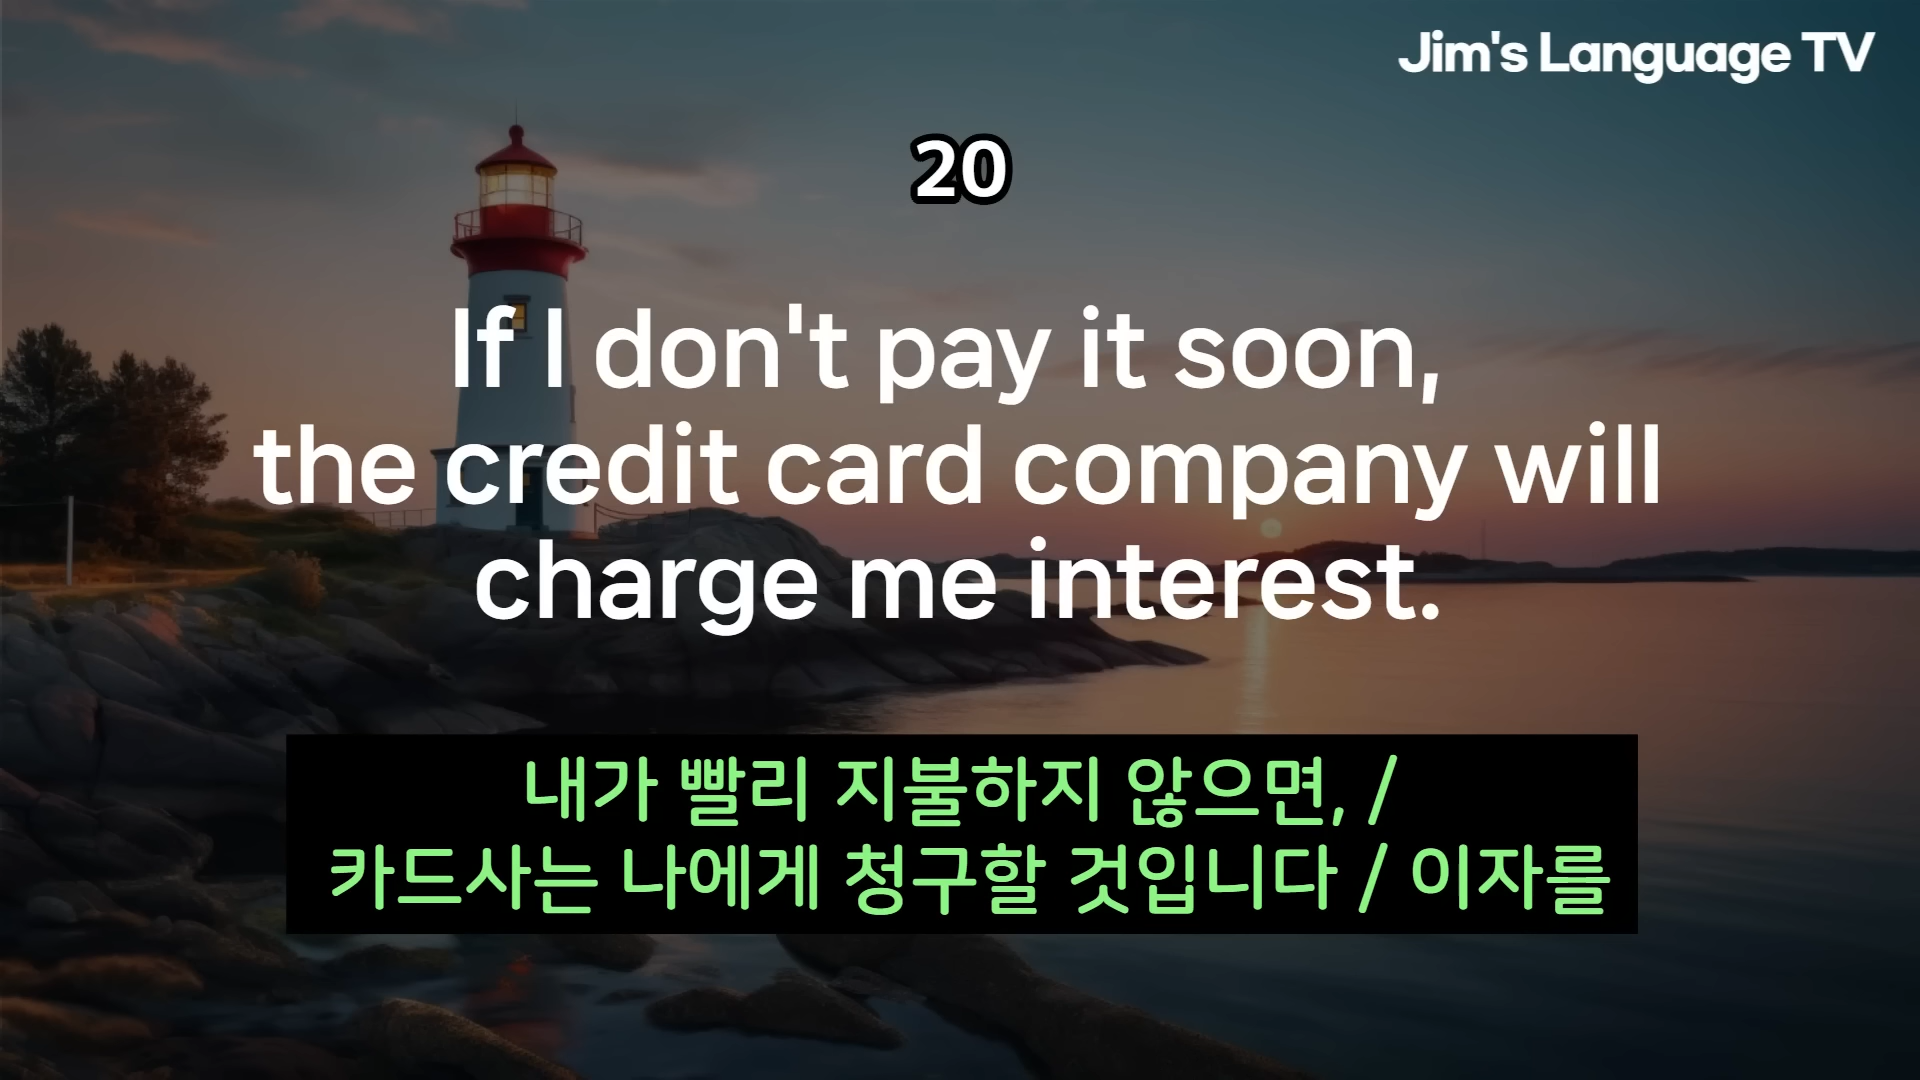 Jim's Language TV
20
If I don't pay it soon,
the credit card company will
charge me interest.
내가 빨리 지불하지 않으면, /
카드사는 나에게 청구할 것입니다 / 이자를